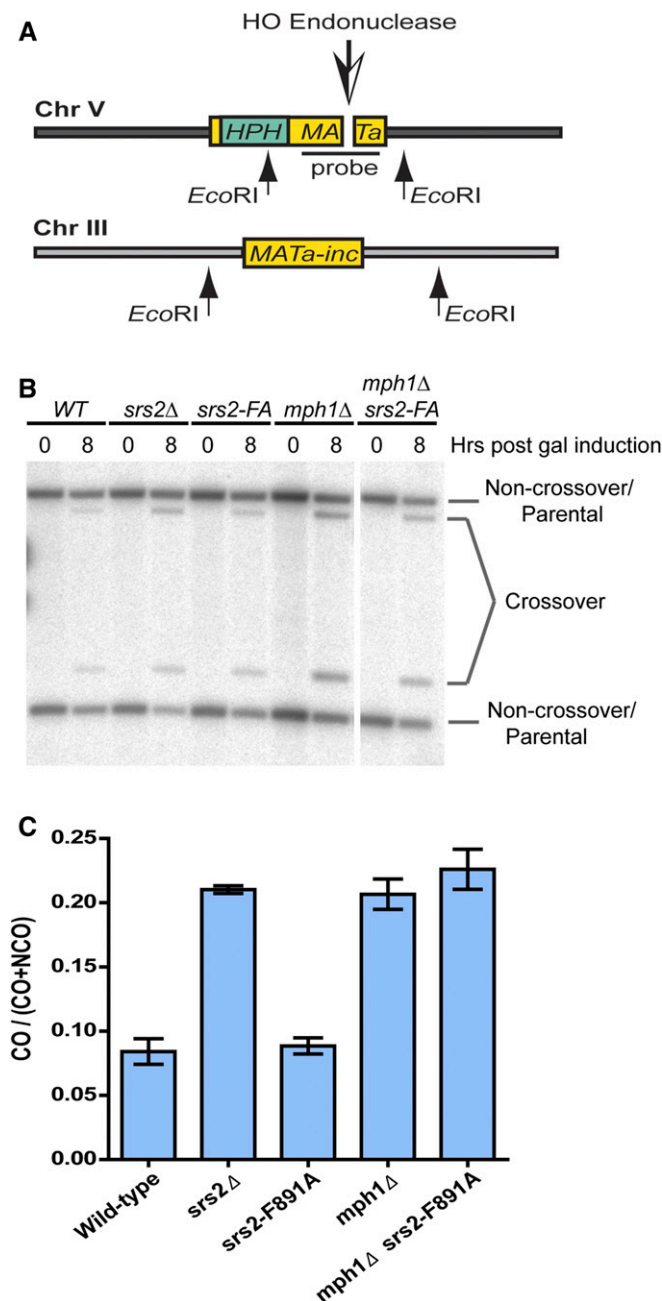 A
HO Endonuclease
Chr V
HPH MA Ta
probe
EcoRI EcoRI
Chr III
MATa-inc
EcoRI EcoRI
B
mph1Δ
WT srs2Δ srs2-FA mph1Δ srs2-FA
0 8 0 8 0 8 0 8 0 8 Hrs post gal induction
Non-crossover/
Parental
Crossover
Non-crossover/
Parental
C
CO / (CO+NCO)
0.25
0.20
0.15
0.10
0.05
0.00
Wild-type
srs2Δ
srs2-F891A
mph1Δ
mph1Δ srs2-F891A